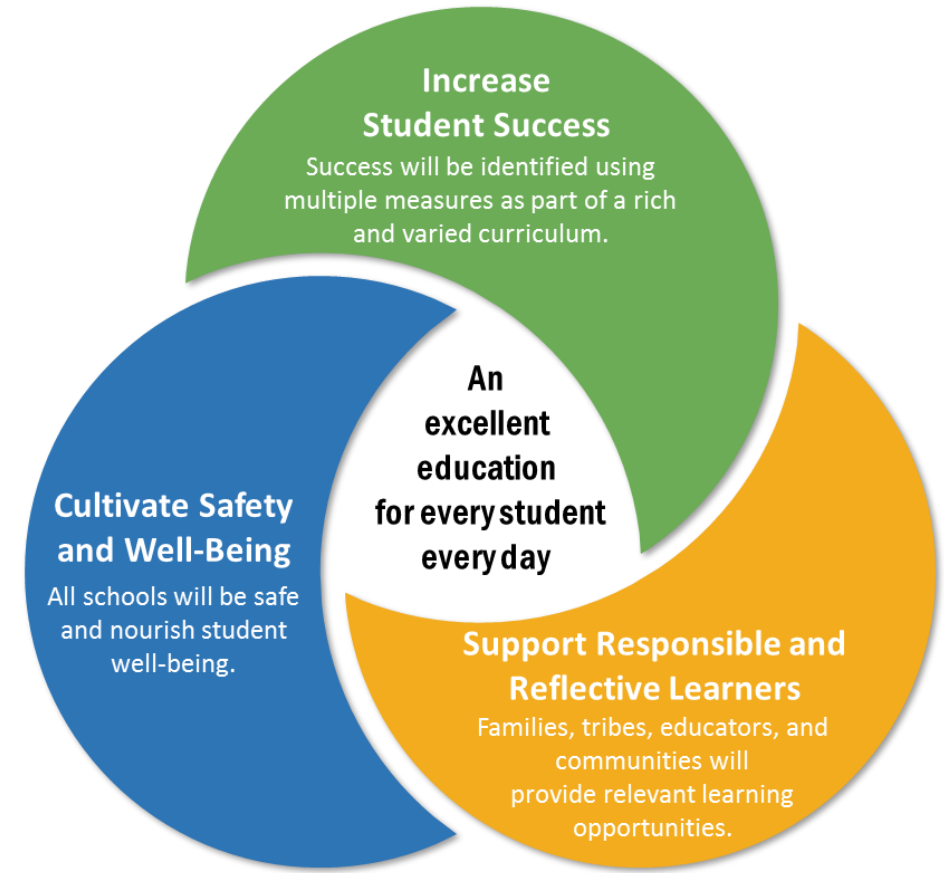 Increase
Student Success
Success will be identified using
multiple measures as part of a rich
and varied curriculum.
An
excellent
education
for every student
every day
Cultivate Safety
and Well-Being
All schools will be safe
and nourish student
well-being.
Support Responsible and
Reflective Learners
Families, tribes, educators, and
communities will
provide relevant learning
opportunities.